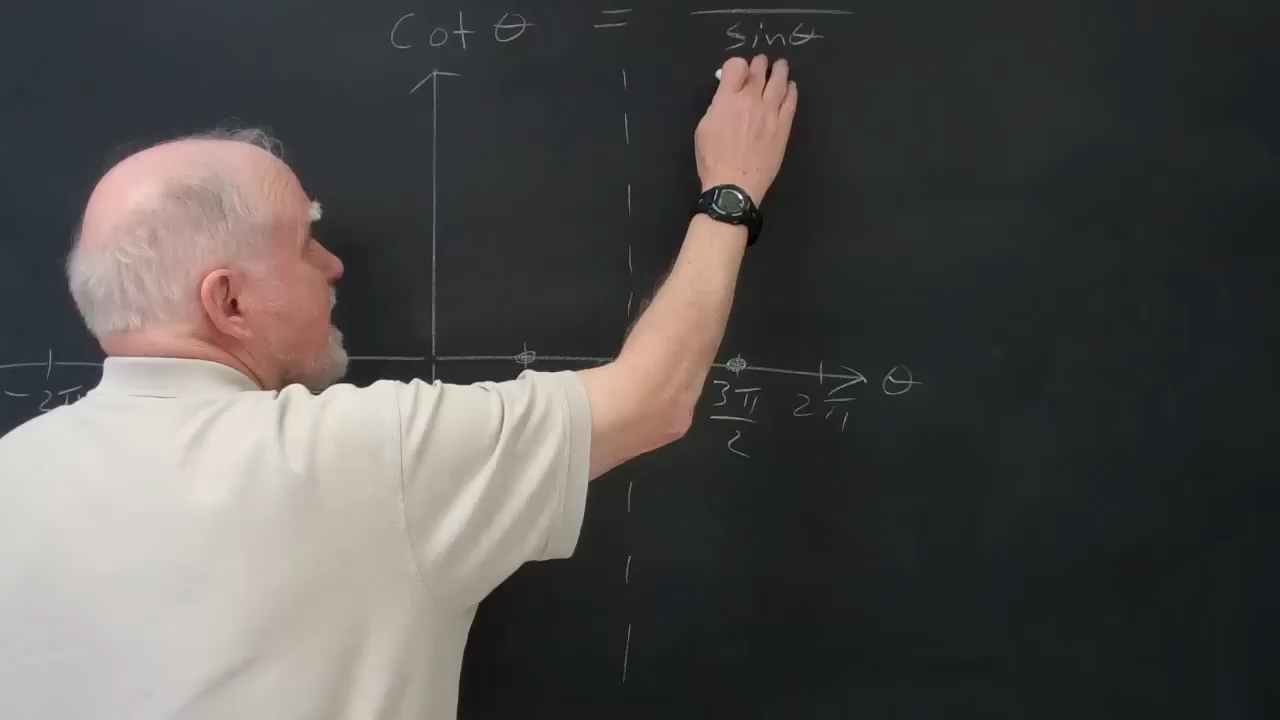 cot θ = 
sinθ
-2π 3π/2 2π θ